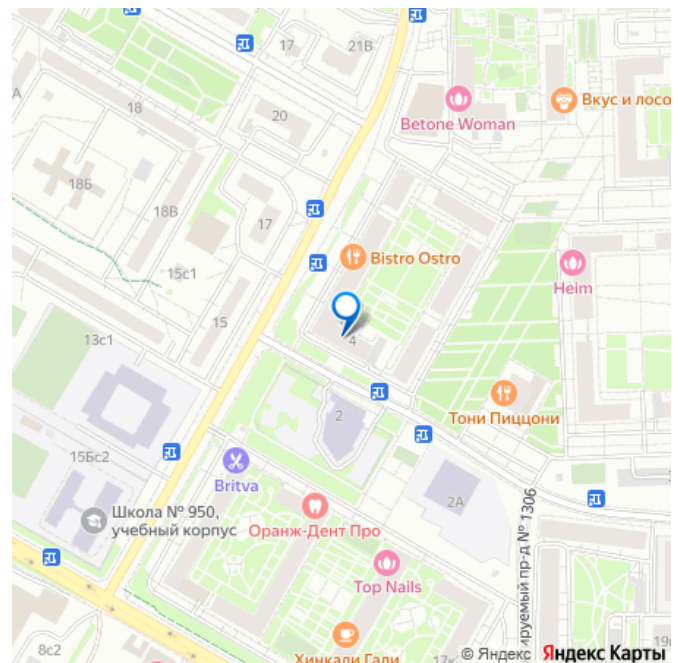 17
21В
А
18
20
Вкус и лосо
Betone Woman
18Б
18В
17
15с1
Bistro Ostro
Heim
15
13с1
4
2
Тони Пиццони
15Бс2
Britva
2А
Школа № 950,
учебный корпус
Оранж-Дент Про
ируемый пр-д № 1306
Top Nails
8с2
Хинкали Гали
© Яндекс Яндекс Карты